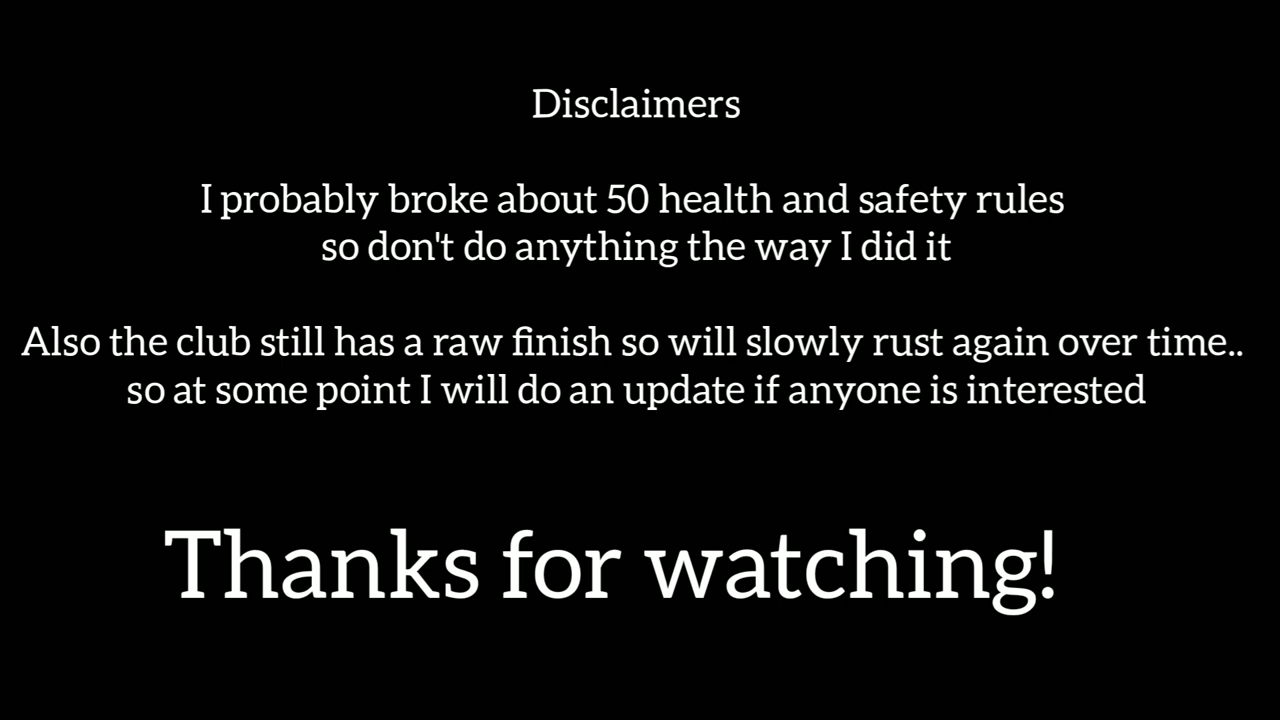 Disclaimers
I probably broke about 50 health and safety rules
so don't do anything the way I did it
Also the club still has a raw finish so will slowly rust again over time..
so at some point I will do an update if anyone is interested
Thanks for watching!